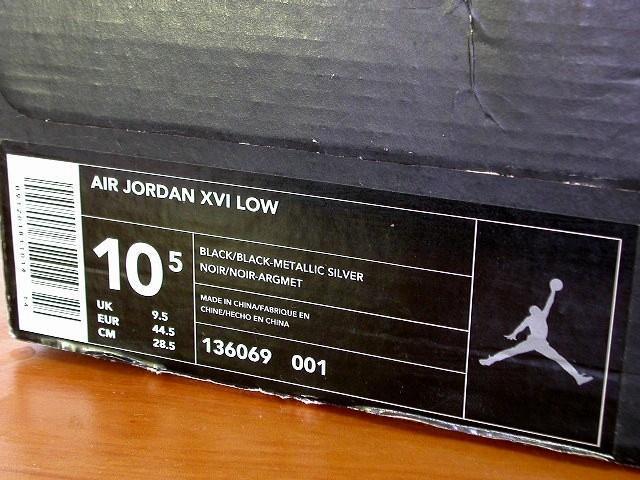 AIR JORDAN XVI LOW
10 5
UK 9.5
EUR 44.5
CM 28.5
BLACK/BLACK-METALLIC SILVER
NOIR/NOIR-ARGMET
MADE IN CHINA/FABRIQUE EN
CHINE/HECHO EN CHINA
136069 001